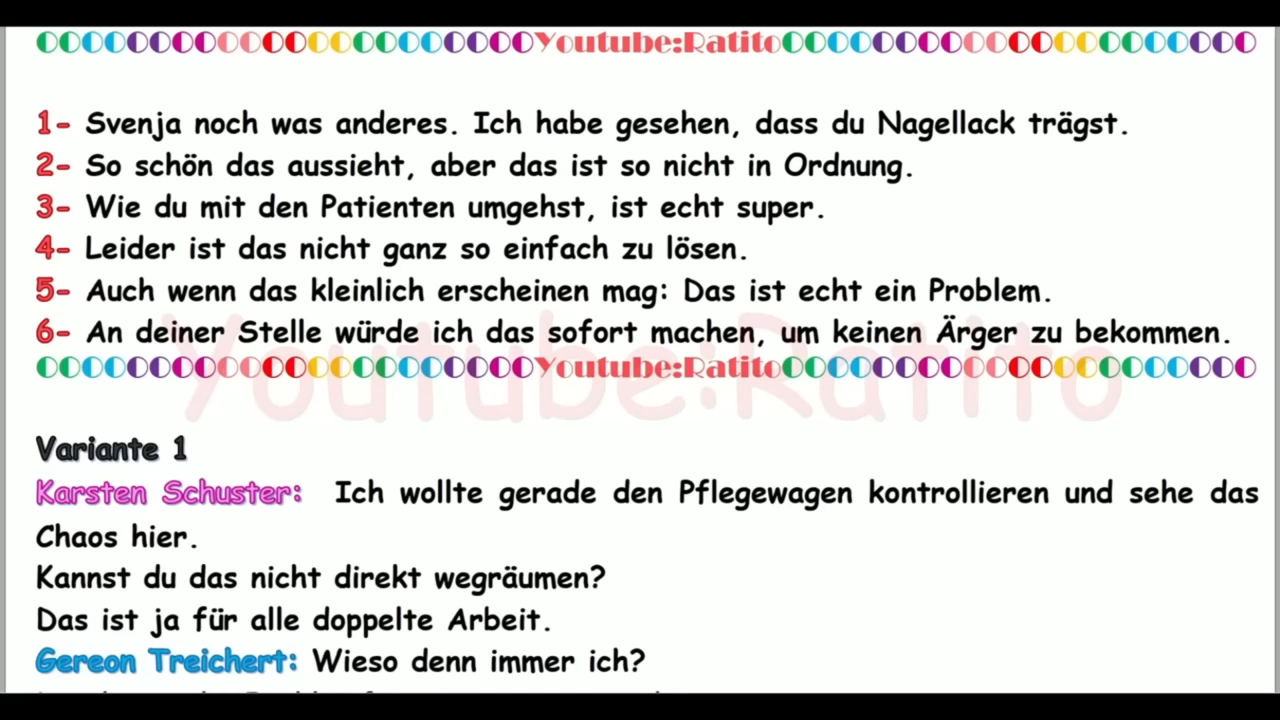 Youtube:Ratito
1- Svenja noch was anderes. Ich habe gesehen, dass du Nagellack trägst.
2- So schön das aussieht, aber das ist so nicht in Ordnung.
3- Wie du mit den Patienten umgehst, ist echt super.
4- Leider ist das nicht ganz so einfach zu lösen.
5- Auch wenn das kleinlich erscheinen mag: Das ist echt ein Problem.
6- An deiner Stelle würde ich das sofort machen, um keinen Ärger zu bekommen.
Youtube:Ratito
Youtube:Ratito
Variante 1
Karsten Schuster: Ich wollte gerade den Pflegewagen kontrollieren und sehe das
Chaos hier.
Kannst du das nicht direkt wegräumen?
Das ist ja für alle doppelte Arbeit.
Gereon Treichert: Wieso denn immer ich?